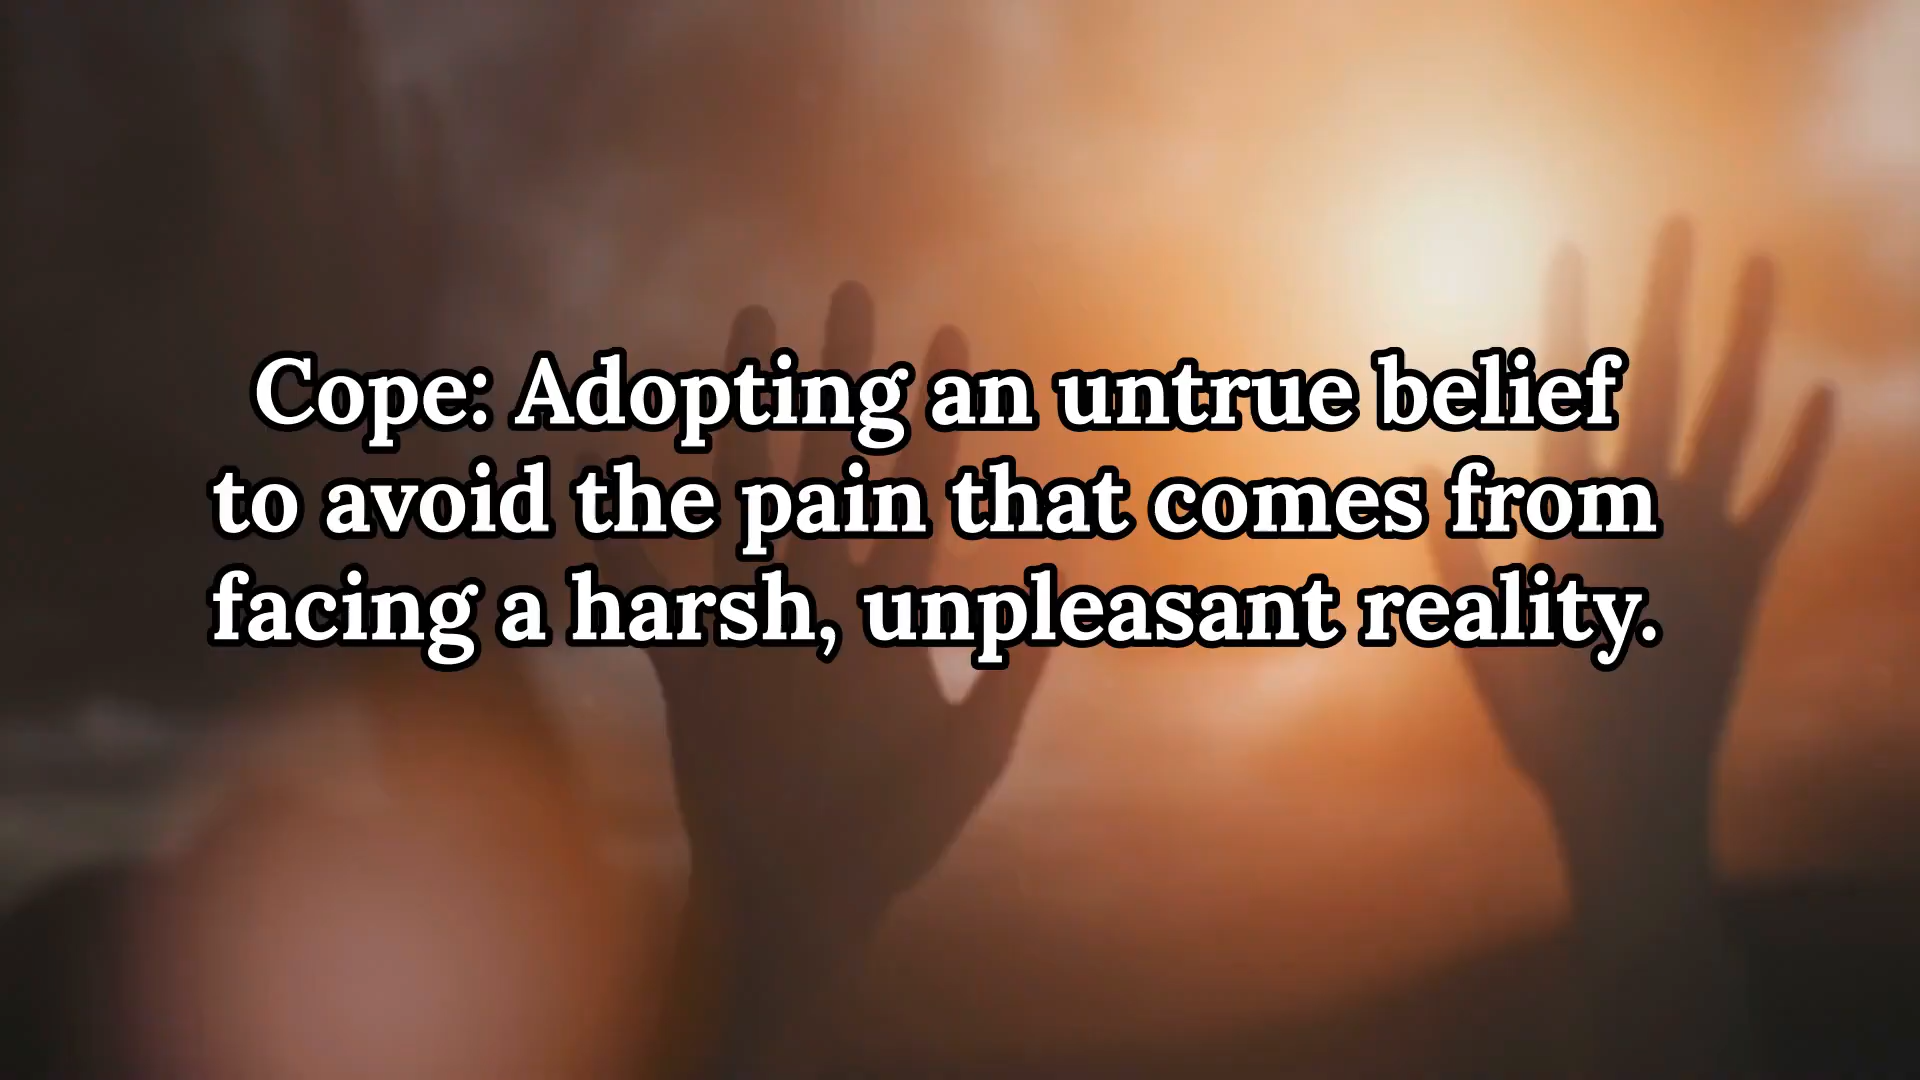 Cope: Adopting an untrue belief
to avoid the pain that comes from
facing a harsh, unpleasant reality.